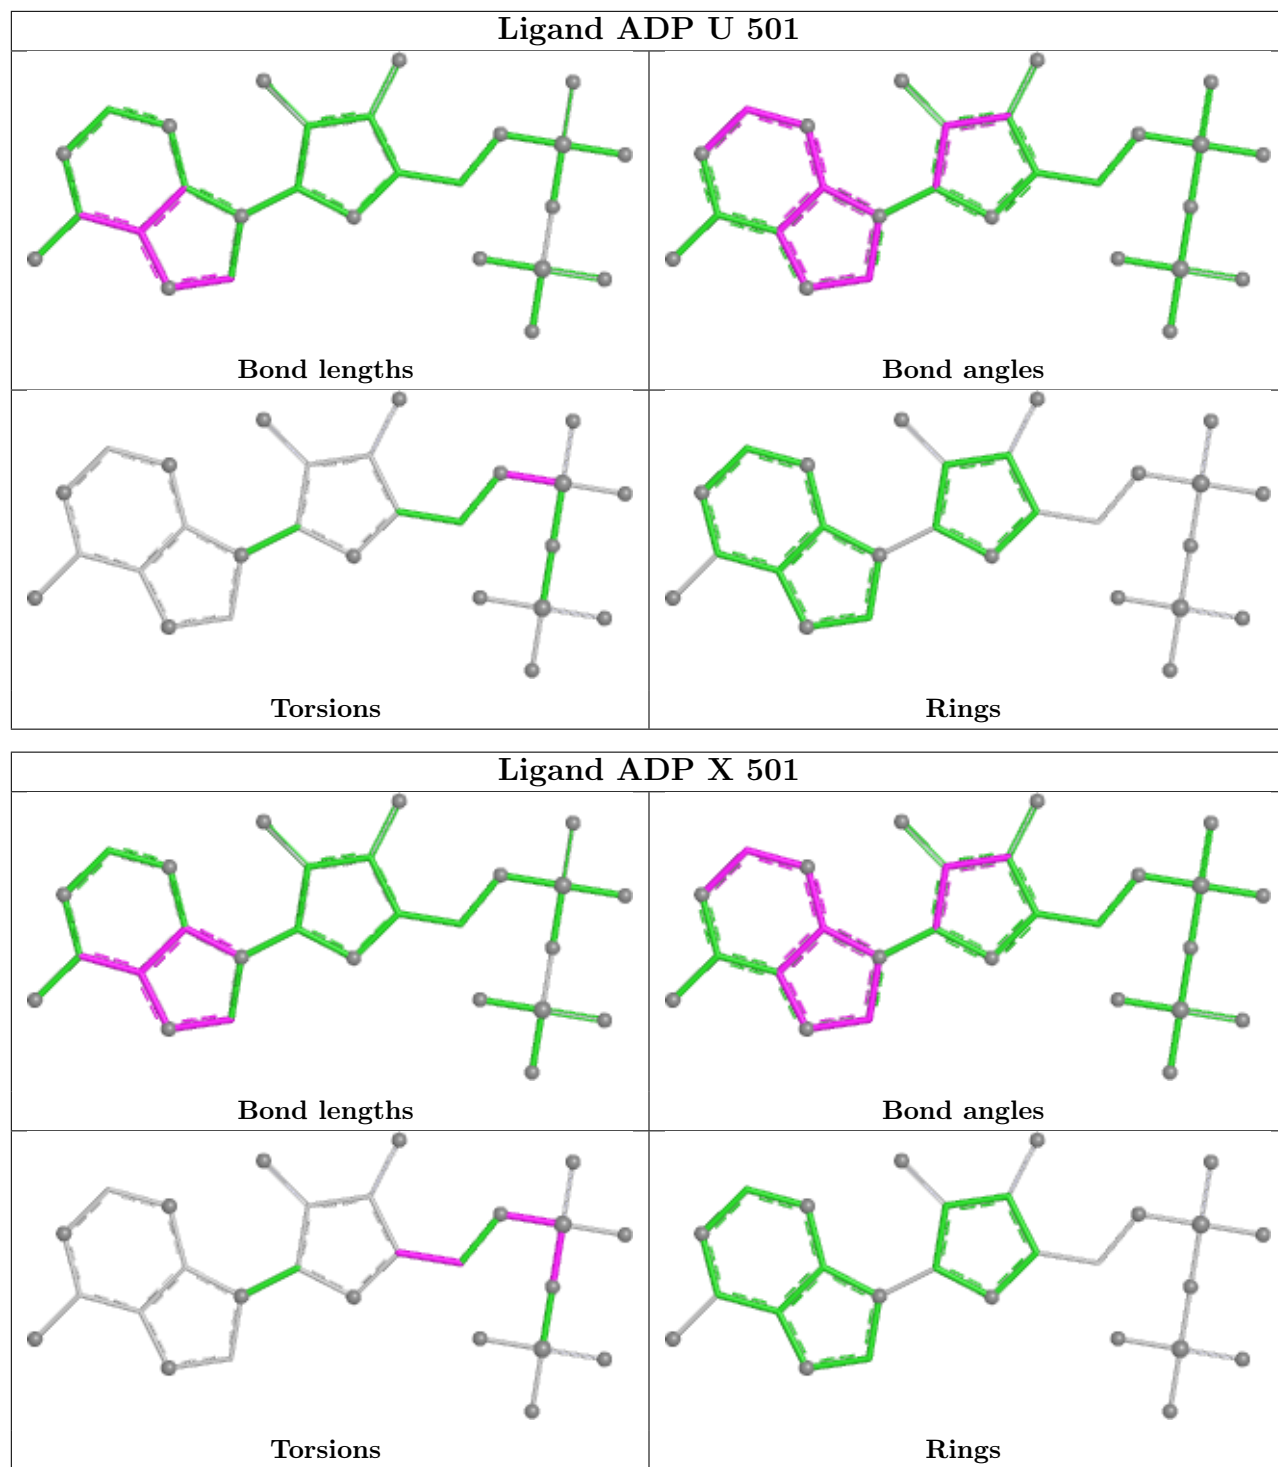 Ligand ADP U 501
Bond lengths
Bond angles
Torsions
Rings
Ligand ADP X 501
Bond lengths
Bond angles
Torsions
Rings